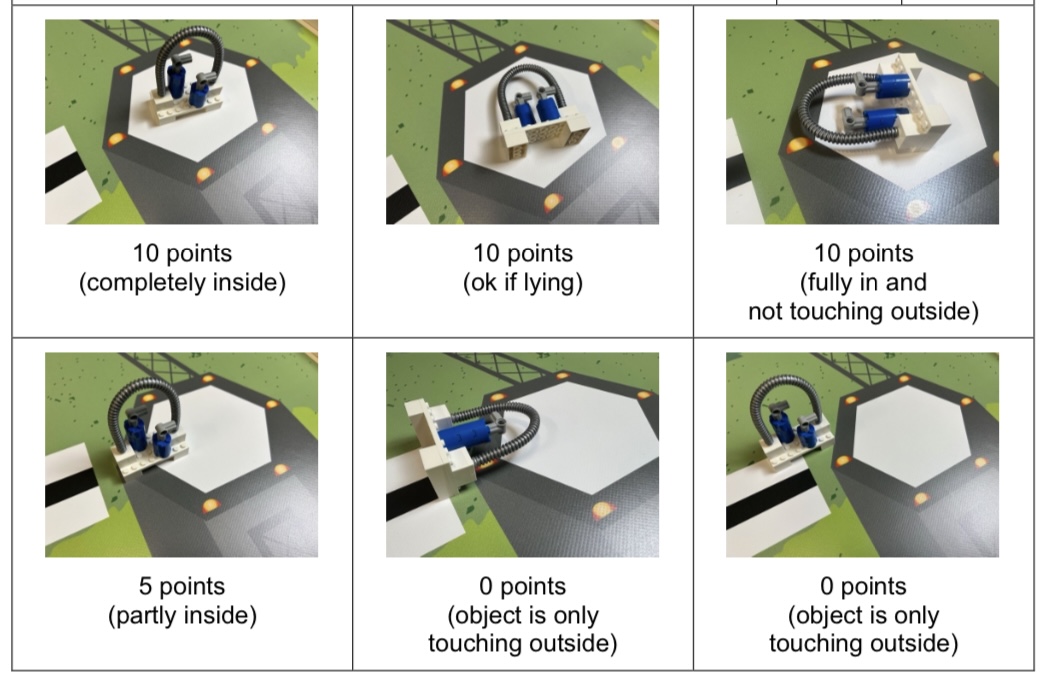 10 points
(completely inside)
10 points
(ok if lying)
10 points
(fully in and
not touching outside)
5 points
(partly inside)
0 points
(object is only
touching outside)
0 points
(object is only
touching outside)